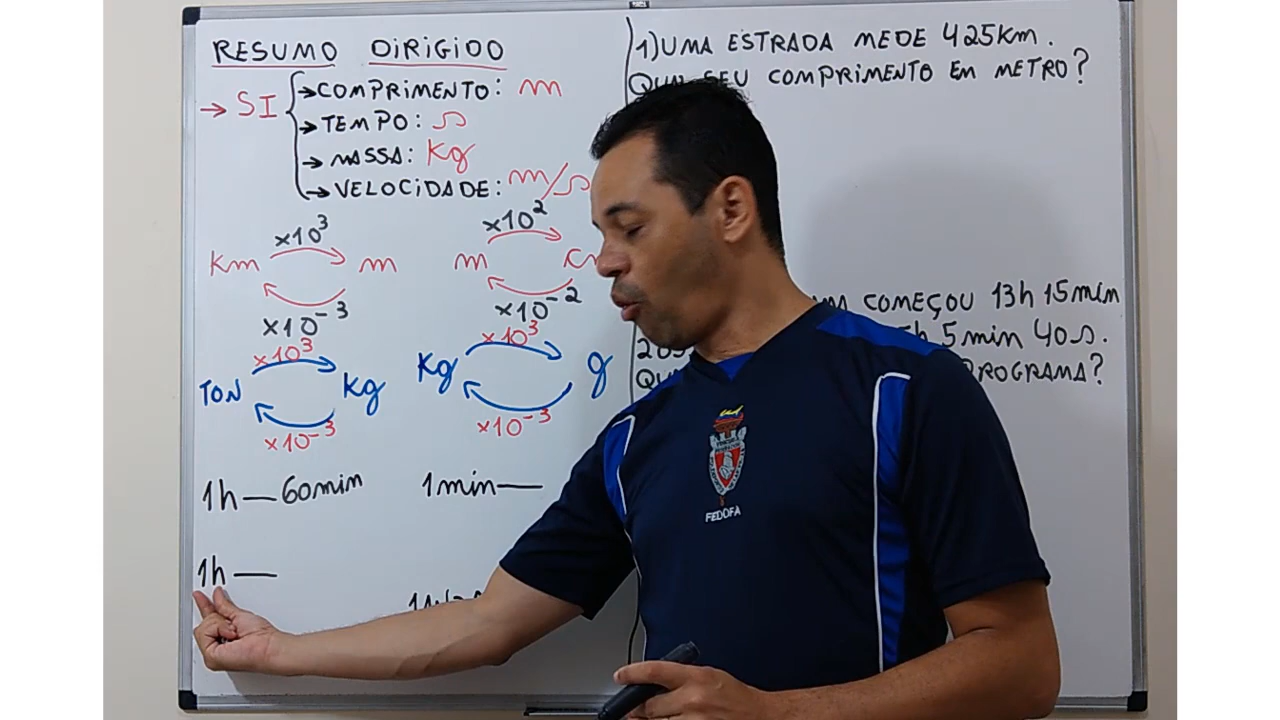 RESUMO DIRIGIDO
→ SI
→ COMPRIMENTO: m
→ TEMPO: s
→ MASSA: Kg
→ VELOCIDADE: m/s
×10³
Km m
×10⁻³
×10²
m
×10⁻²
×10³
TON Kg
×10⁻³
×10³
Kg g
×10⁻³
1h — 60min
1min —
1h —
1) UMA ESTRADA MEDE 425Km.
SEU COMPRIMENTO EM METRO?
COMEÇOU 13h 15min
5min 40s.
PROGRAMA?
FEDOFA